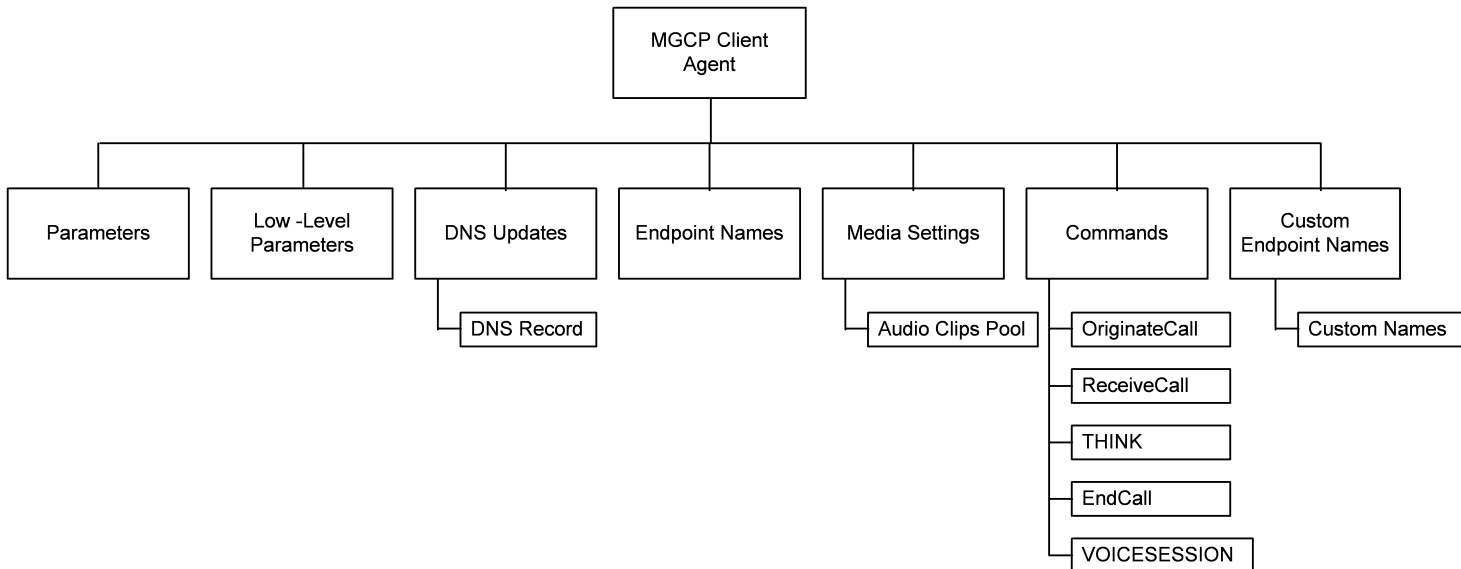 MGCP Client
Agent
Parameters
Low -Level
Parameters
DNS Updates
Endpoint Names
Media Settings
Commands
Custom
Endpoint Names
DNS Record
Audio Clips Pool
OriginateCall
Custom Names
ReceiveCall
THINK
EndCall
VOICESESSION